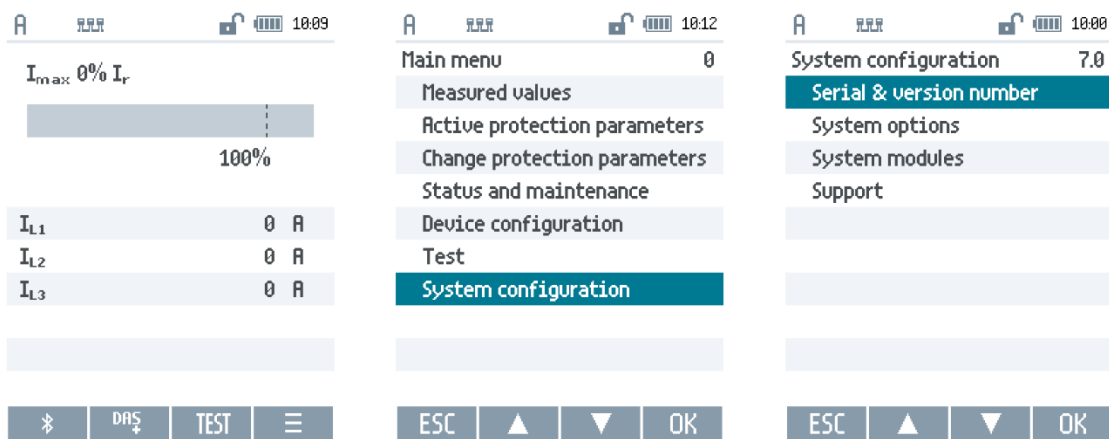 A 10:09
Imax 0% Ir
100%
IL1 0 A
IL2 0 A
IL3 0 A
DAS+ TEST
A 10:12
Main menu 0
Measured values
Active protection parameters
Change protection parameters
Status and maintenance
Device configuration
Test
System configuration
ESC ▲ ▼ OK
A 10:00
System configuration 7.0
Serial & version number
System options
System modules
Support
ESC ▲ ▼ OK